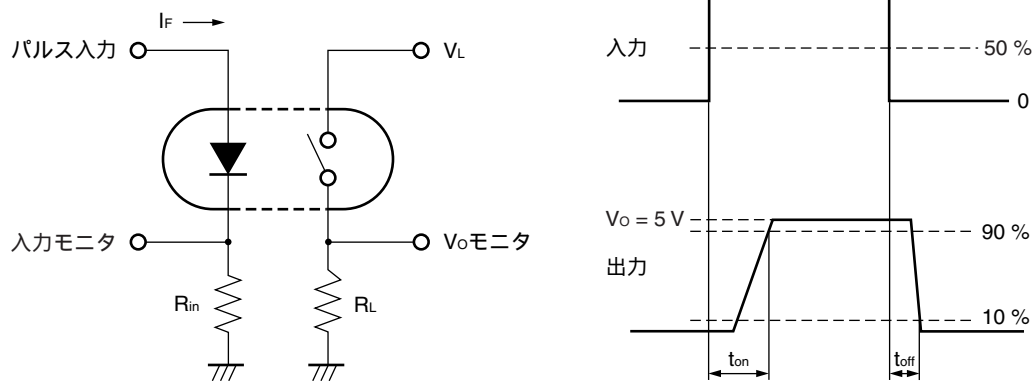 IF
パルス入力
VL
入力モニタ
VOモニタ
Rin
RL
入力
50 %
0
VO = 5 V
90 %
出力
10 %
ton
toff